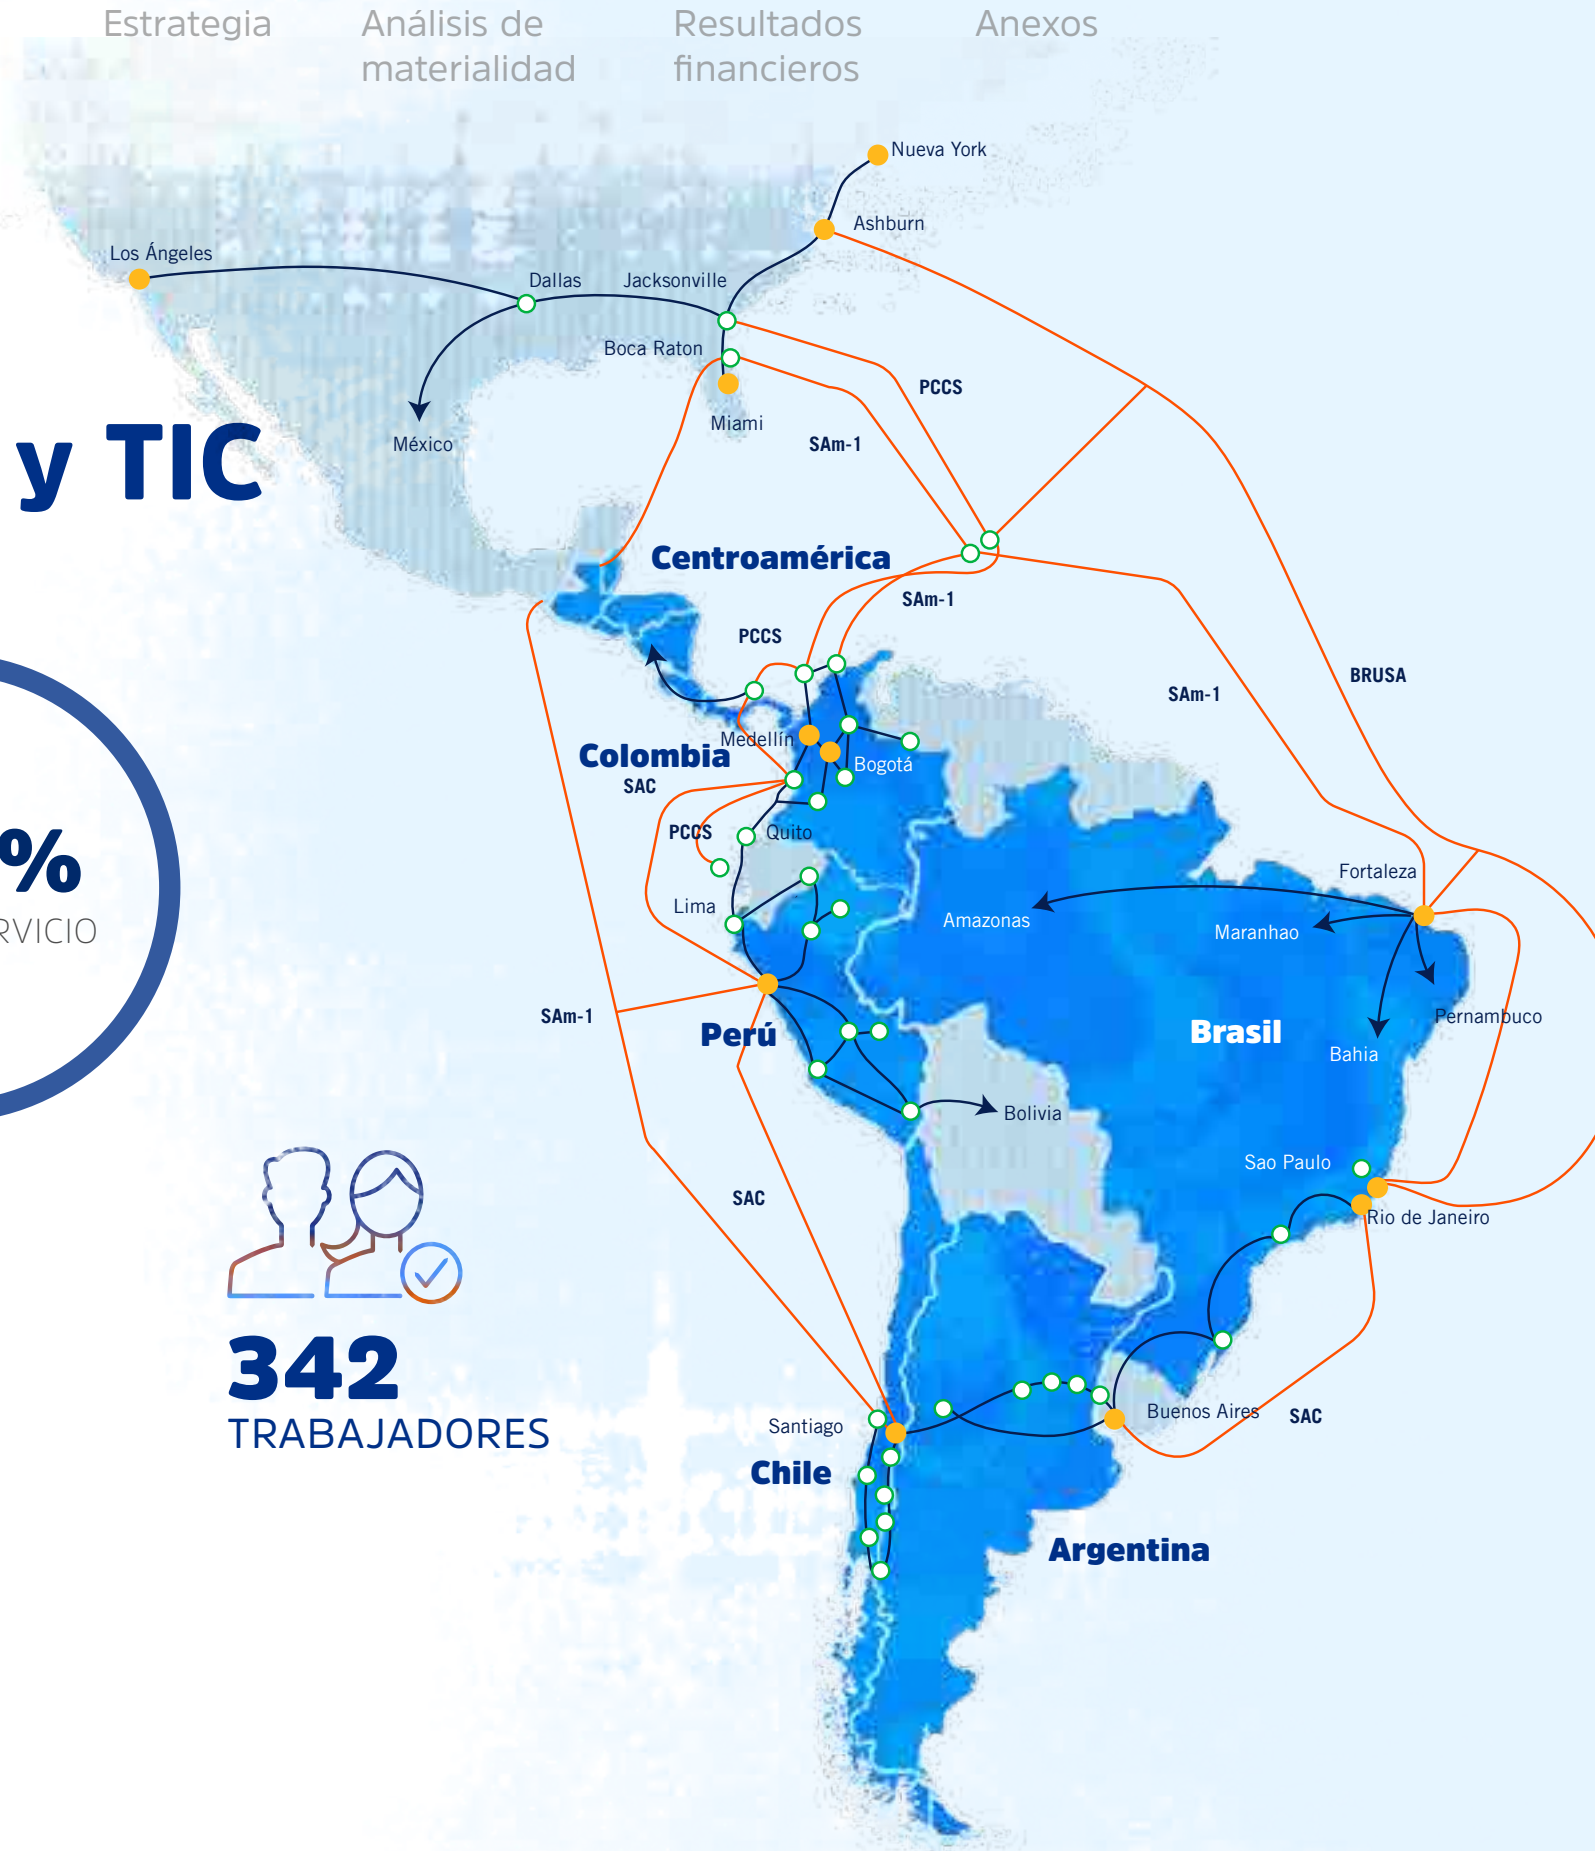 Estrategia
Análisis de
materialidad
Resultados
financieros
Anexos
Nueva York
Ashburn
Los Ángeles
Dallas
Jacksonville
Boca Raton
PCCS
Miami
SAm-1
México
y TIC
Centroamérica
SAm-1
PCCS
BRUSA
SAm-1
Medellín
Colombia
Bogotá
SAC
PCCS
Quito
%
Fortaleza
Lima
Amazonas
Maranhao
RVICIO
SAm-1
Perú
Pernambuco
Brasil
Bahia
Bolivia
Sao Paulo
SAC
Rio de Janeiro
342
TRABAJADORES
Buenos Aires
SAC
Santiago
Chile
Argentina